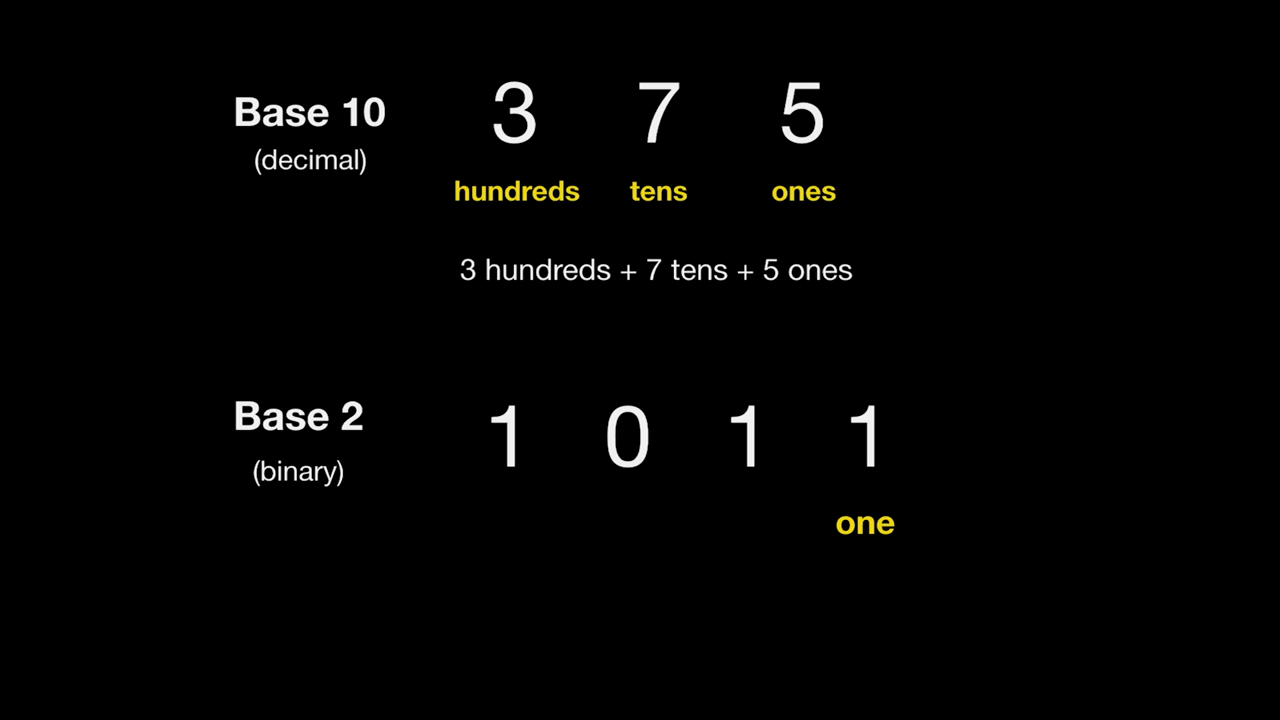 Base 10 3 7 5
(decimal)
hundreds tens ones
3 hundreds + 7 tens + 5 ones
Base 2 1 0 1 1
(binary)
one